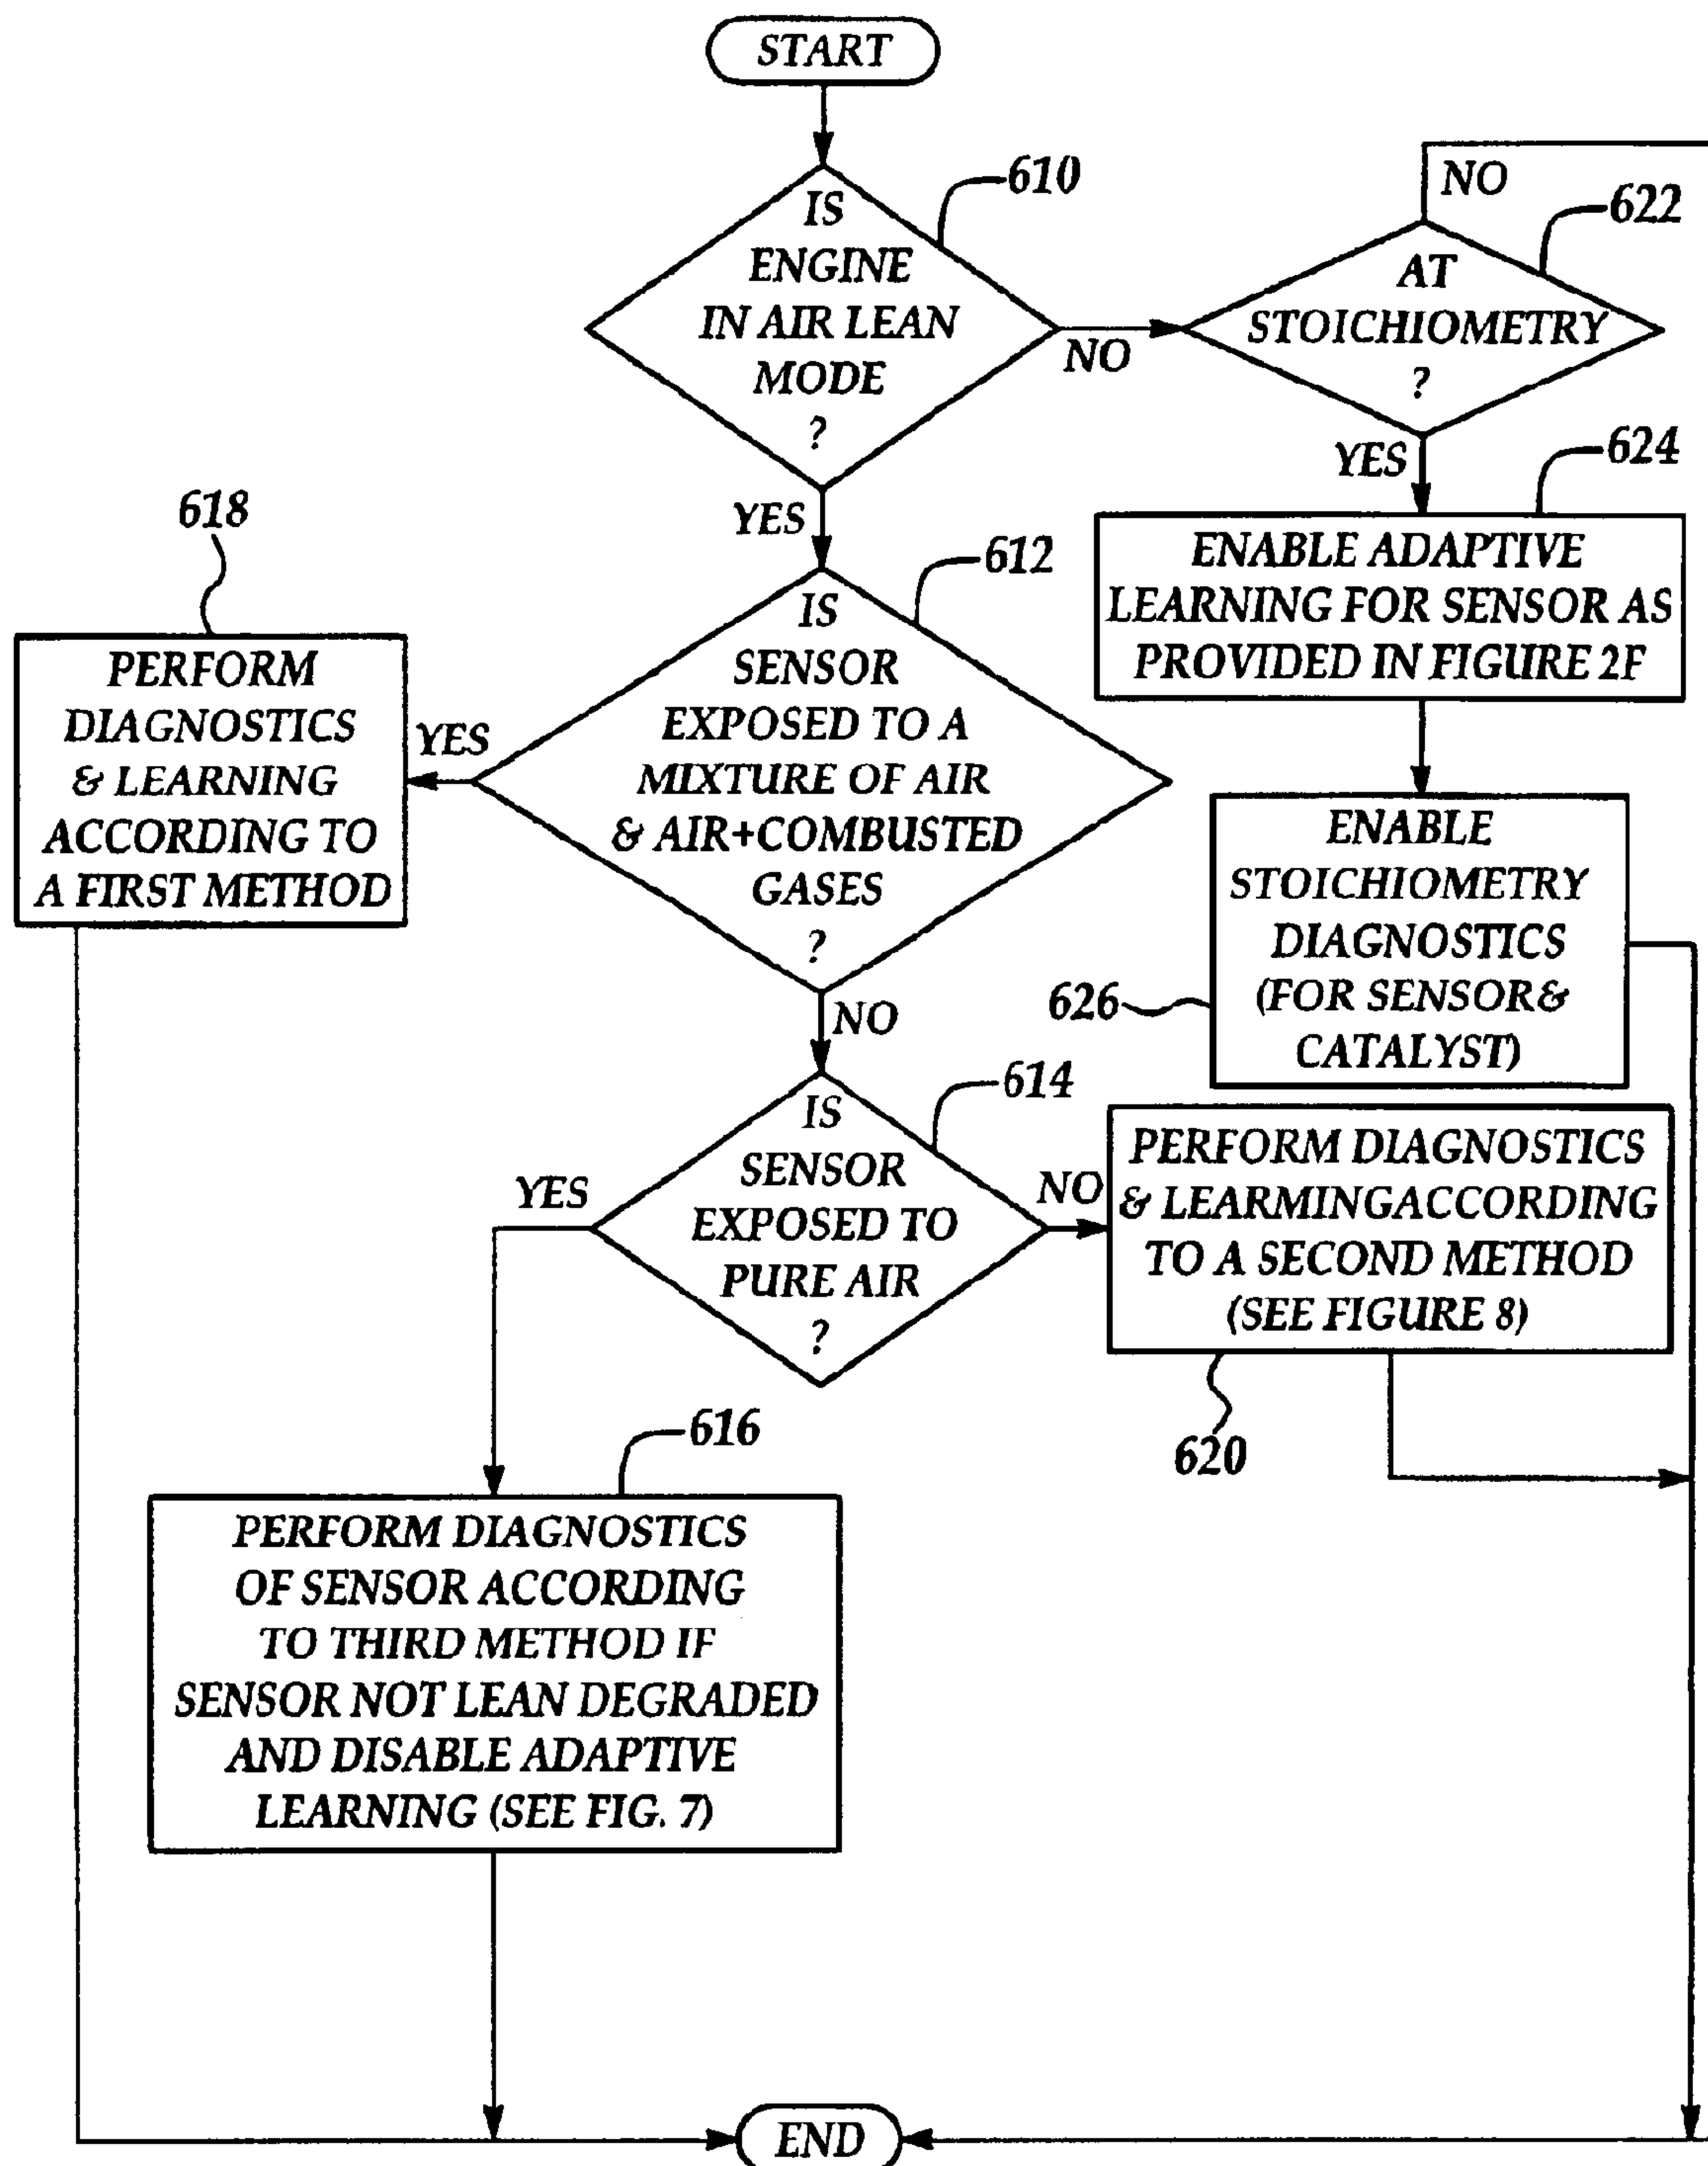 START
610
IS
ENGINE
IN AIR LEAN
MODE
?
NO
YES
622
AT
STOICHIOMETRY
?
NO
YES
624
ENABLE ADAPTIVE
LEARNING FOR SENSOR AS
PROVIDED IN FIGURE 2F
626
ENABLE
STOICHIOMETRY
DIAGNOSTICS
(FOR SENSOR&
CATALYST)
612
IS
SENSOR
EXPOSED TO A
MIXTURE OF AIR
& AIR+COMBUSTED
GASES
?
YES
NO
618
PERFORM
DIAGNOSTICS
& LEARNING
ACCORDING TO
A FIRST METHOD
614
IS
SENSOR
EXPOSED TO
PURE AIR
?
YES
NO
PERFORM DIAGNOSTICS
& LEARMINGACCORDING
TO A SECOND METHOD
(SEE FIGURE 8)
620
616
PERFORM DIAGNOSTICS
OF SENSOR ACCORDING
TO THIRD METHOD IF
SENSOR NOT LEAN DEGRADED
AND DISABLE ADAPTIVE
LEARNING (SEE FIG. 7)
END